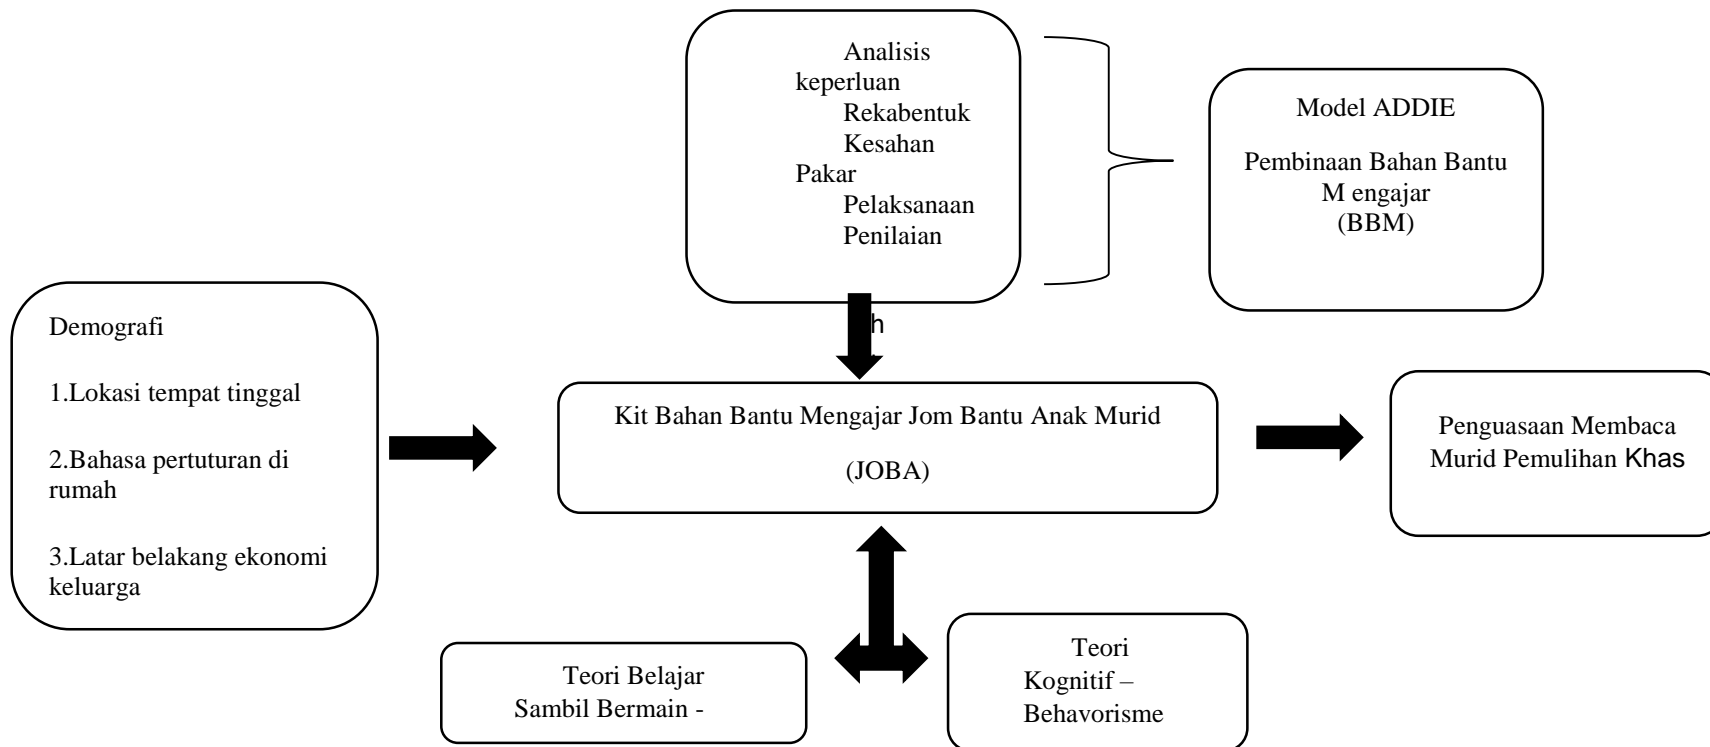 Analisis
keperluan
Rekabentuk
Kesahan
Pakar
Pelaksanaan
Penilaian
Model ADDIE
Pembinaan Bahan Bantu
M engajar
(BBM)
h
Demografi
1.Lokasi tempat tinggal
2.Bahasa pertuturan di
rumah
3.Latar belakang ekonomi
keluarga
Kit Bahan Bantu Mengajar Jom Bantu Anak Murid
(JOBA)
Penguasaan Membaca
Murid Pemulihan Khas
Teori Belajar
Sambil Bermain -
Teori
Kognitif –
Behavorisme